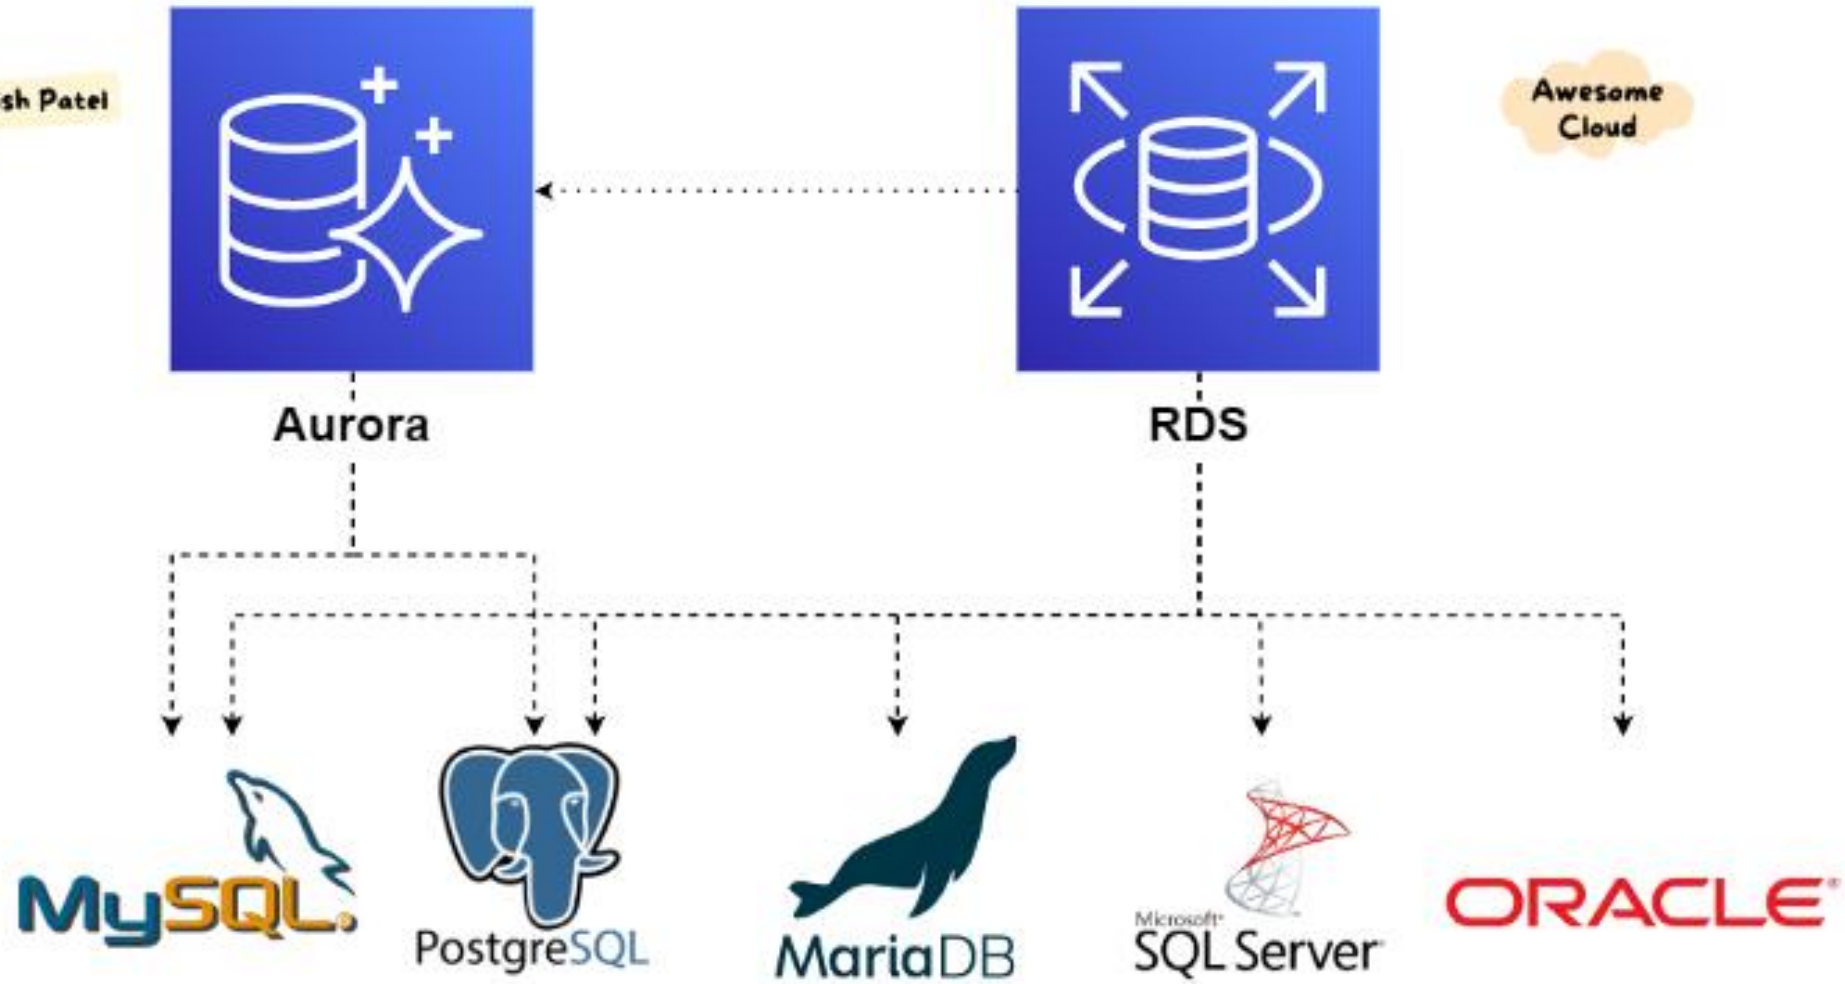 sh Patel
Awesome
Cloud
Aurora
RDS
MySQL
PostgreSQL
MariaDB
Microsoft
SQL Server
ORACLE